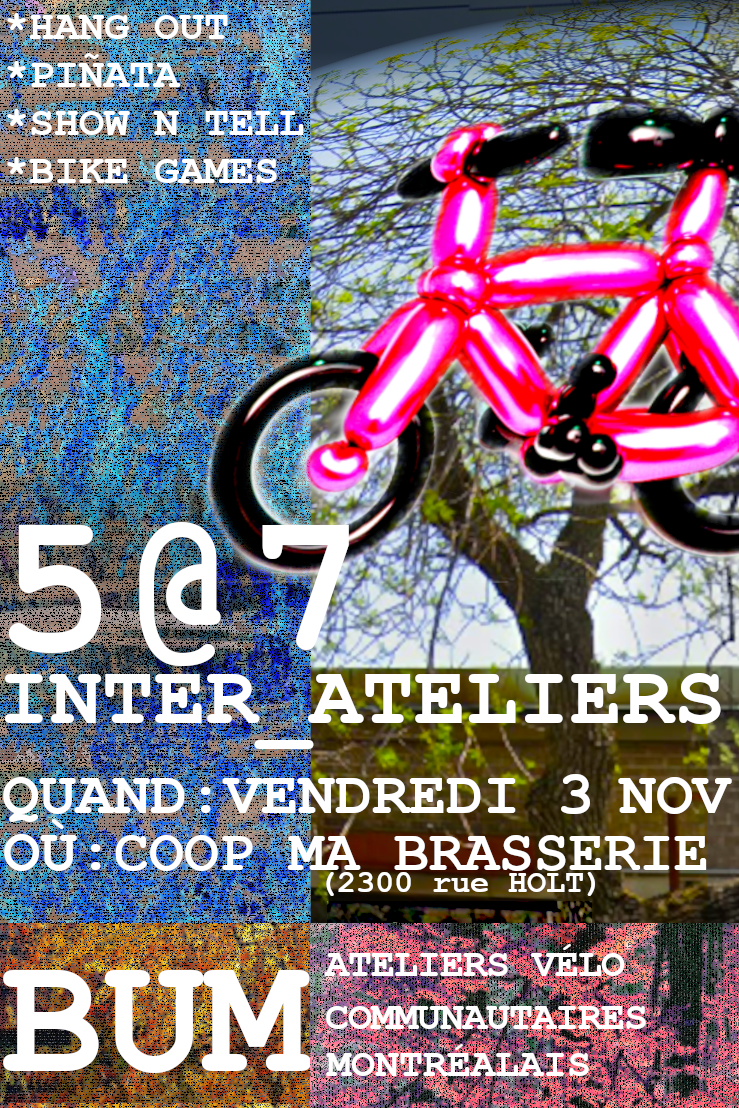 *HANG OUT
*PIÑATA
*SHOW N TELL
*BIKE GAMES
5@7
INTER_ATELIERS
QUAND:VENDREDI 3 NOV
OÙ:COOP MA BRASSERIE
(2300 rue HOLT)
BUM
ATELIERS VÉLO
COMMUNAUTAIRES
MONTRÉALAIS